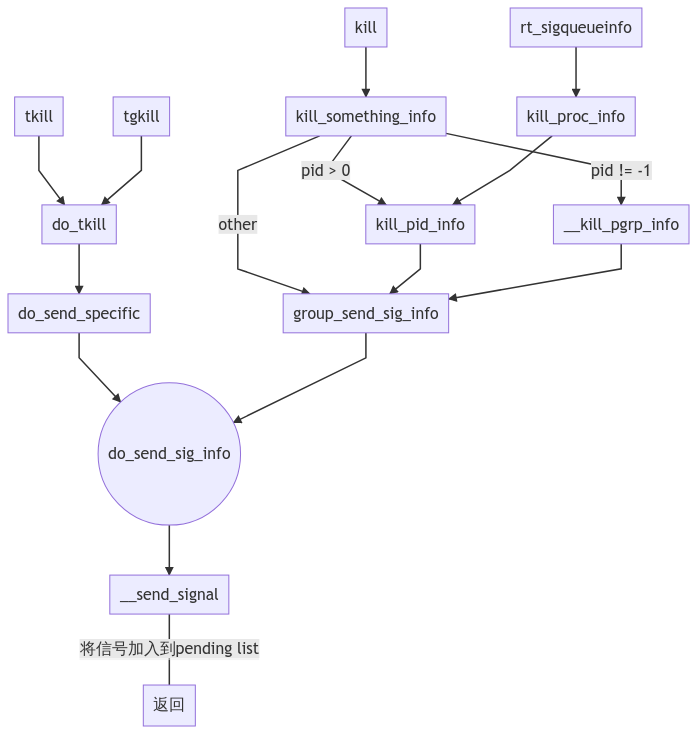 kill
rt_sigqueueinfo
tkill
tgkill
kill_something_info
kill_proc_info
pid > 0
pid != -1
other
do_tkill
kill_pid_info
__kill_pgrp_info
do_send_specific
group_send_sig_info
do_send_sig_info
__send_signal
将信号加入到pending list
返回